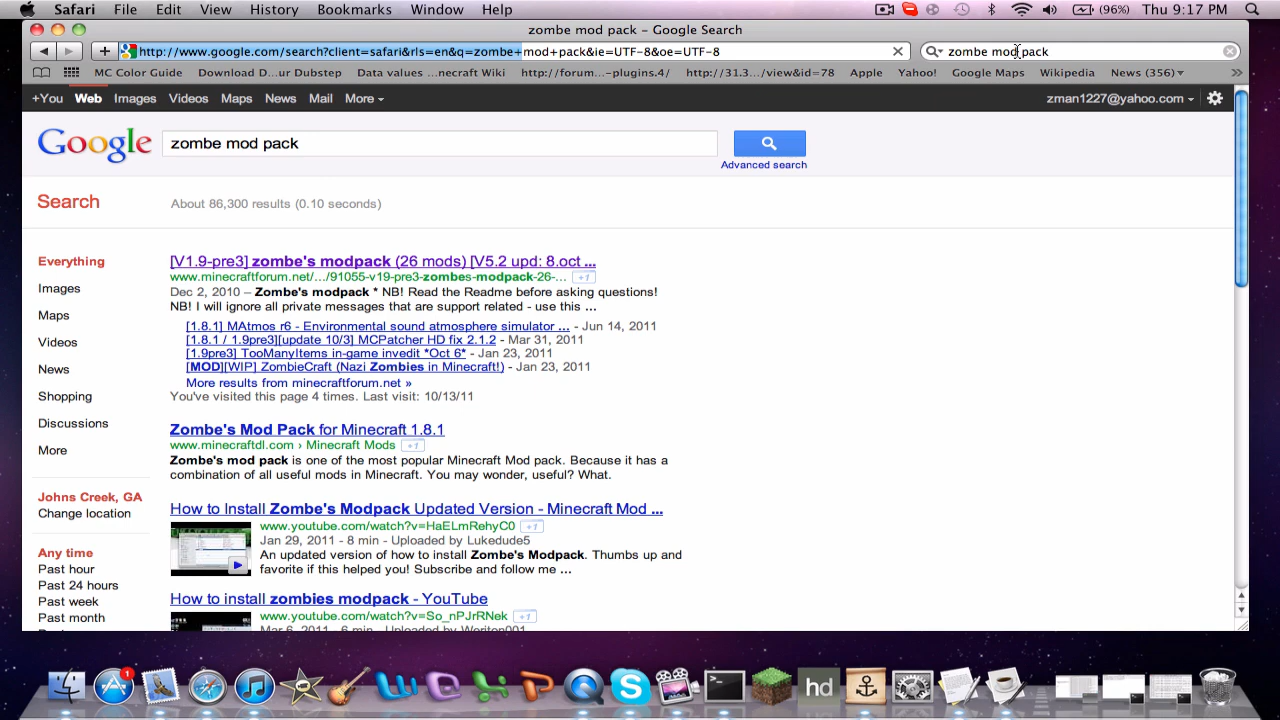 Safari File Edit View History Bookmarks Window Help (96%) Thu 9:17 PM
zombe mod pack – Google Search
http://www.google.com/search?client=safari&rls=en&q=zombe+mod+pack&ie=UTF-8&oe=UTF-8 zombe mod pack
MC Color Guide Download D...ur Dubstep Data values ...necraft Wiki http://forum...-plugins.4/ http://31.3.../view&id=78 Apple Yahoo! Google Maps Wikipedia News (356)
+You Web Images Videos Maps News Mail More zman1227@yahoo.com
Google zombe mod pack
Advanced search
Search About 86,300 results (0.10 seconds)
Everything
Images
Maps
Videos
News
Shopping
Discussions
More
Johns Creek, GA
Change location
Any time
Past hour
Past 24 hours
Past week
Past month
[V1.9-pre3] zombe's modpack (26 mods) [V5.2 upd: 8.oct ...
www.minecraftforum.net/.../91055-v19-pre3-zombes-modpack-26-... +1
Dec 2, 2010 – Zombe's modpack * NB! Read the Readme before asking questions!
NB! I will ignore all private messages that are support related - use this ...
[1.8.1] MAtmos r6 - Environmental sound atmosphere simulator ... - Jun 14, 2011
[1.8.1 / 1.9pre3][update 10/3] MCPatcher HD fix 2.1.2 - Mar 31, 2011
[1.9pre3] TooManyItems in-game invedit *Oct 6* - Jan 23, 2011
[MOD][WIP] ZombieCraft (Nazi Zombies in Minecraft!) - Jan 23, 2011
More results from minecraftforum.net »
You've visited this page 4 times. Last visit: 10/13/11
Zombe's Mod Pack for Minecraft 1.8.1
www.minecraftdl.com › Minecraft Mods +1
Zombe's mod pack is one of the most popular Minecraft Mod pack. Because it has a
combination of all useful mods in Minecraft. You may wonder, useful? What.
How to Install Zombe's Modpack Updated Version - Minecraft Mod ...
www.youtube.com/watch?v=HaELmRehyC0 +1
Jan 29, 2011 - 8 min - Uploaded by Lukedude5
An updated version of how to install Zombe's Modpack. Thumbs up and
favorite if this helped you! Subscribe and follow me ...
How to install zombies modpack - YouTube
www.youtube.com/watch?v=So_nPJrRNek +1
Mar 6, 2011 - 6 min - Uploaded by Weriton001
1
hd